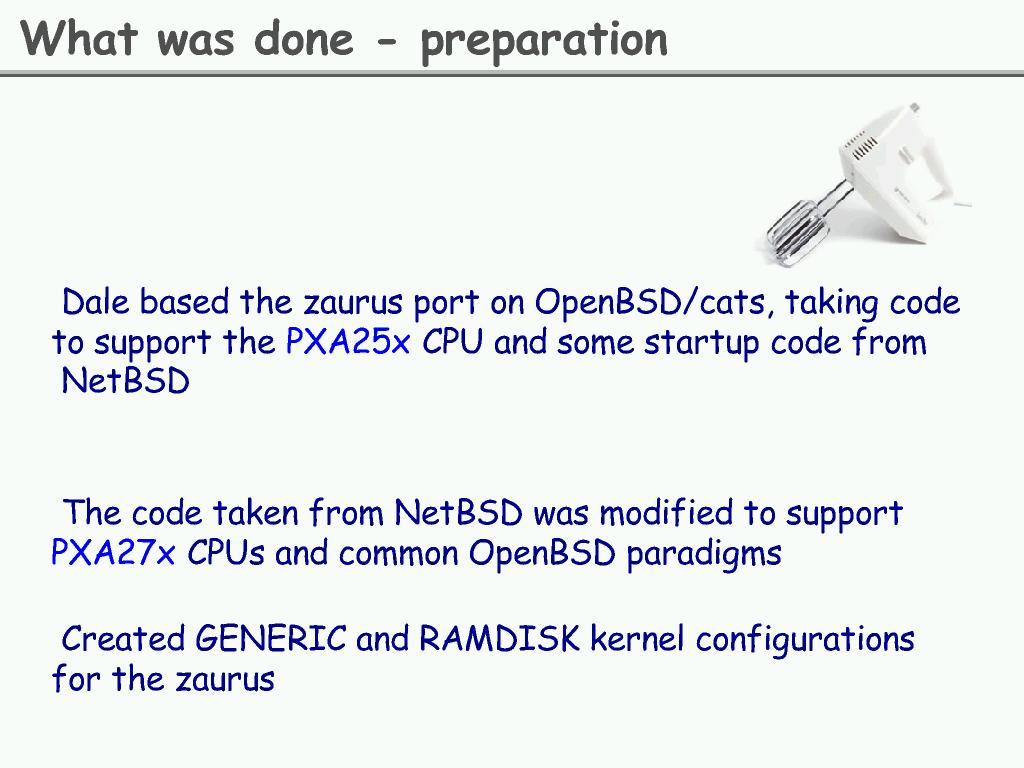 What was done - preparation
Dale based the zaurus port on OpenBSD/cats, taking code
to support the PXA25x CPU and some startup code from
NetBSD
The code taken from NetBSD was modified to support
PXA27x CPUs and common OpenBSD paradigms
Created GENERIC and RAMDISK kernel configurations
for the zaurus